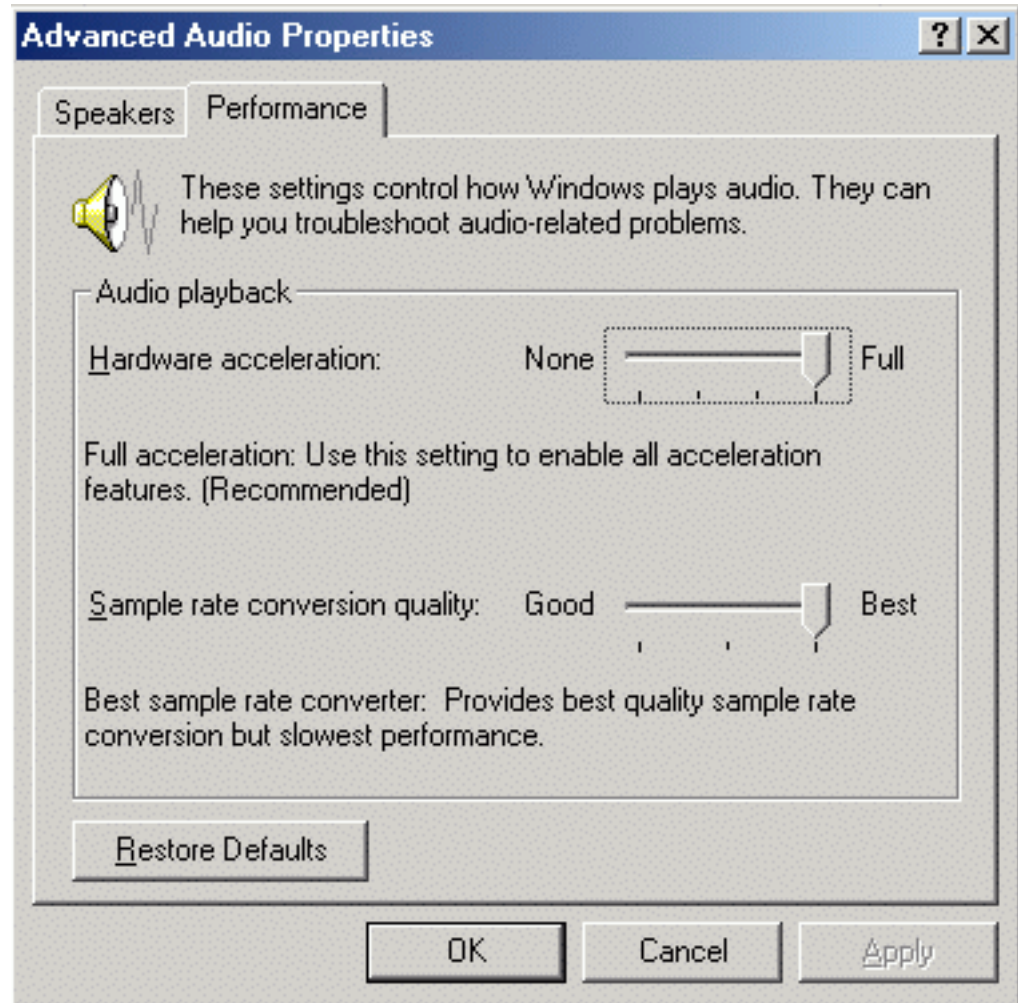 Advanced Audio Properties
Speakers
Performance
These settings control how Windows plays audio. They can
help you troubleshoot audio-related problems.
Audio playback
Hardware acceleration: None Full
Full acceleration: Use this setting to enable all acceleration
features. (Recommended)
Sample rate conversion quality: Good Best
Best sample rate converter:  Provides best quality sample rate
conversion but slowest performance.
Restore Defaults
OK Cancel Apply